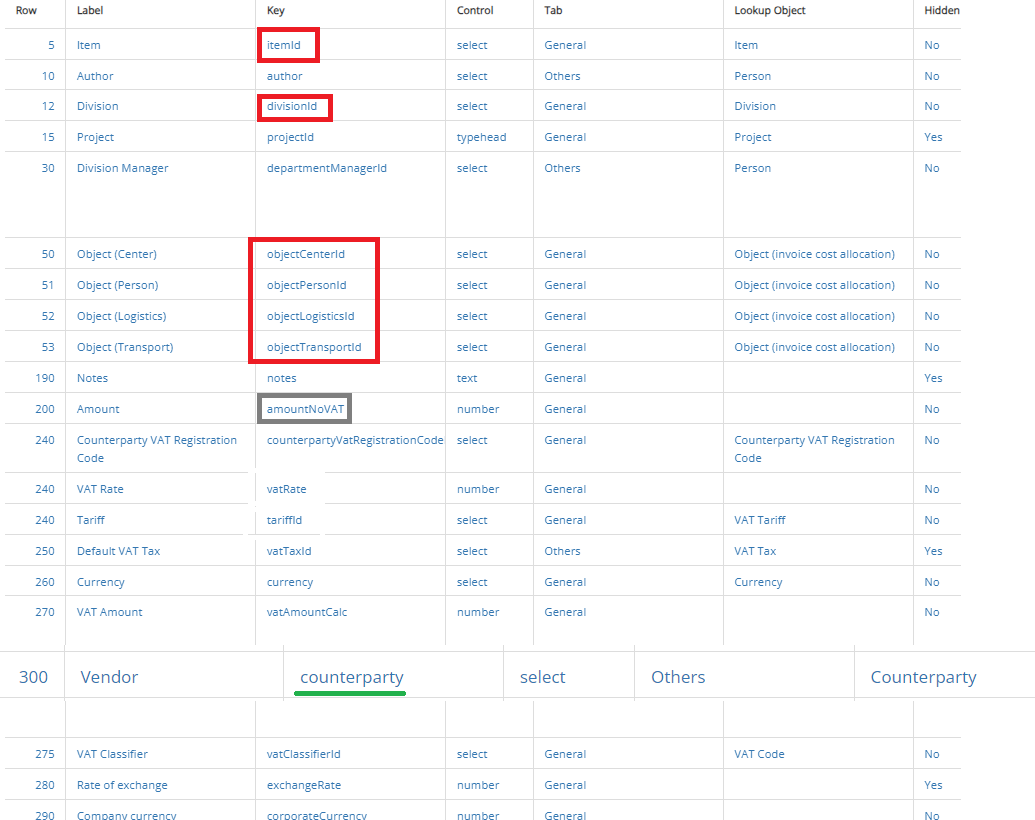 Row Label Key Control Tab Lookup Object Hidden
5 Item itemId select General Item No
10 Author author select Others Person No
12 Division divisionId select General Division No
15 Project projectId typehead General Project Yes
30 Division Manager departmentManagerId select Others Person No
50 Object (Center) objectCenterId select General Object (invoice cost allocation) No
51 Object (Person) objectPersonId select General Object (invoice cost allocation) No
52 Object (Logistics) objectLogisticsId select General Object (invoice cost allocation) No
53 Object (Transport) objectTransportId select General Object (invoice cost allocation) No
190 Notes notes text General Yes
200 Amount amountNoVAT number General No
240 Counterparty VAT Registration counterpartyVatRegistrationCode select General Counterparty VAT Registration No
Code Code
240 VAT Rate vatRate number General No
240 Tariff tariffId select General VAT Tariff No
250 Default VAT Tax vatTaxId select Others VAT Tax Yes
260 Currency currency select General Currency No
270 VAT Amount vatAmountCalc number General No
300 Vendor counterparty select Others Counterparty
275 VAT Classifier vatClassifierId select General VAT Code No
280 Rate of exchange exchangeRate number General Yes
290 Company currency corporateCurrency number General No